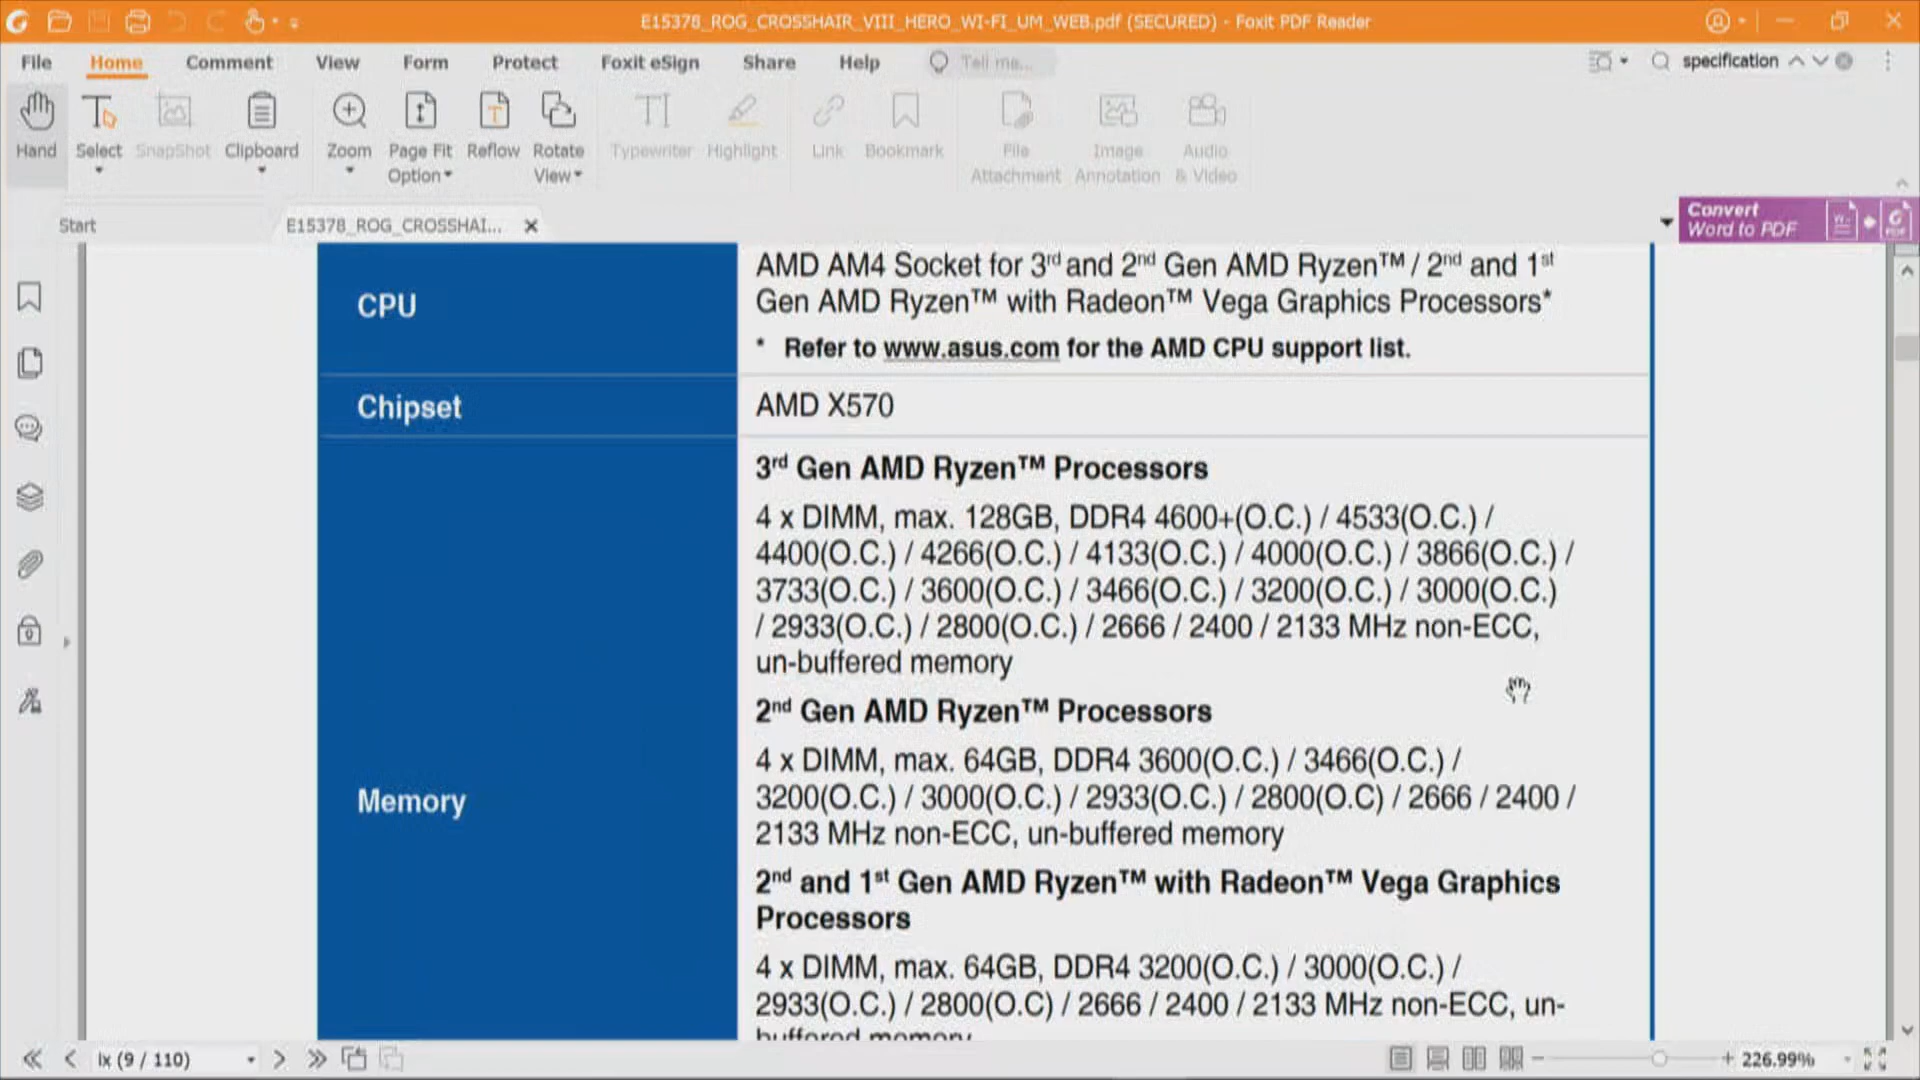 E15378_ROG_CROSSHAIR_VIII_HERO_WI-FI_UM_WEB.pdf (SECURED) - Foxit PDF Reader
File Home Comment View Form Protect Foxit eSign Share Help Tell me... specification
Hand Select SnapShot Clipboard Zoom Page Fit Option Reflow Rotate View Typewriter Highlight Link Bookmark File Attachment Image Annotation Audio & Video
Start E15378_ROG_CROSSHAI... Convert Word to PDF
CPU
AMD AM4 Socket for 3rd and 2nd Gen AMD Ryzen™ / 2nd and 1st
Gen AMD Ryzen™ with Radeon™ Vega Graphics Processors*
* Refer to www.asus.com for the AMD CPU support list.
Chipset
AMD X570
Memory
3rd Gen AMD Ryzen™ Processors
4 x DIMM, max. 128GB, DDR4 4600+(O.C.) / 4533(O.C.) /
4400(O.C.) / 4266(O.C.) / 4133(O.C.) / 4000(O.C.) / 3866(O.C.) /
3733(O.C.) / 3600(O.C.) / 3466(O.C.) / 3200(O.C.) / 3000(O.C.)
/ 2933(O.C.) / 2800(O.C.) / 2666 / 2400 / 2133 MHz non-ECC,
un-buffered memory
2nd Gen AMD Ryzen™ Processors
4 x DIMM, max. 64GB, DDR4 3600(O.C.) / 3466(O.C.) /
3200(O.C.) / 3000(O.C.) / 2933(O.C.) / 2800(O.C) / 2666 / 2400 /
2133 MHz non-ECC, un-buffered memory
2nd and 1st Gen AMD Ryzen™ with Radeon™ Vega Graphics
Processors
4 x DIMM, max. 64GB, DDR4 3200(O.C.) / 3000(O.C.) /
2933(O.C.) / 2800(O.C) / 2666 / 2400 / 2133 MHz non-ECC, un-
buffered memory
lx (9 / 110) 226.99%